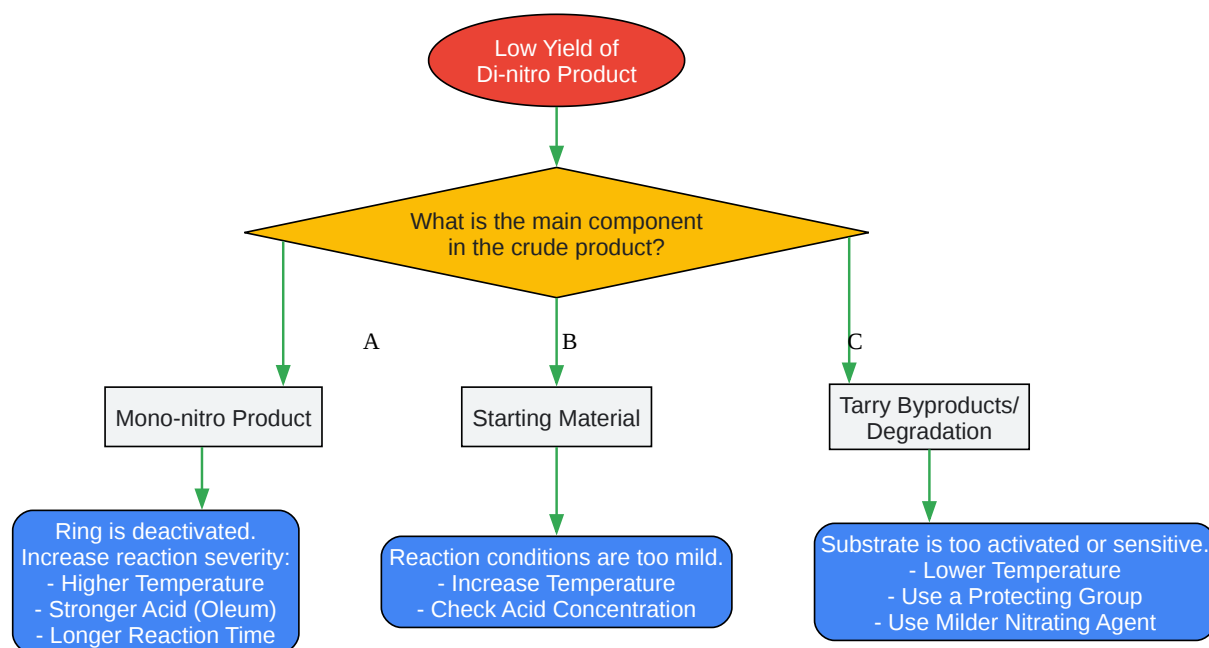 Low Yield of
Di-nitro Product
What is the main component
in the crude product?
A
B
C
Mono-nitro Product
Starting Material
Tarry Byproducts/
Degradation
Ring is deactivated.
Increase reaction severity:
- Higher Temperature
- Stronger Acid (Oleum)
- Longer Reaction Time
Reaction conditions are too mild.
- Increase Temperature
- Check Acid Concentration
Substrate is too activated or sensitive.
- Lower Temperature
- Use a Protecting Group
- Use Milder Nitrating Agent